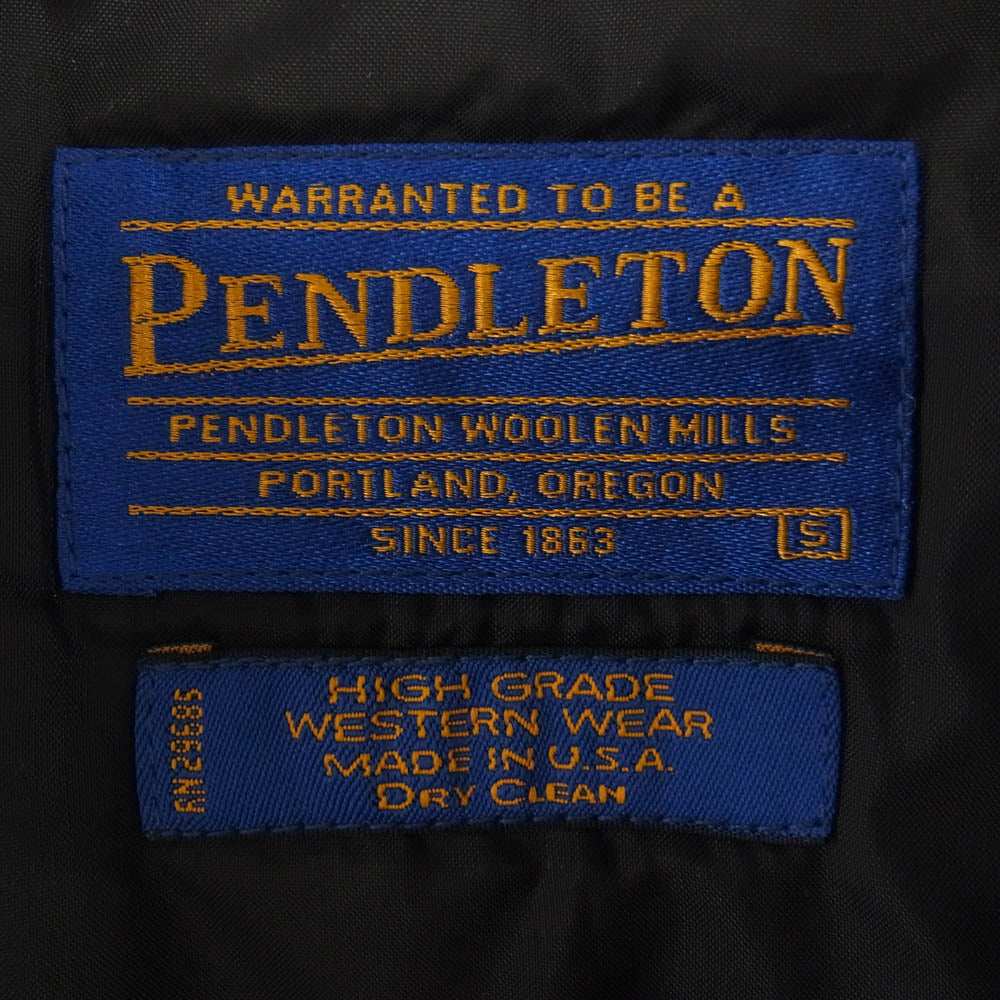 WARRANTED TO BE A
PENDLETON
PENDLETON WOOLEN MILLS
PORTLAND, OREGON
SINCE 1863
S
HIGH GRADE
WESTERN WEAR
MADE IN U.S.A.
DRY CLEAN
RN 29685